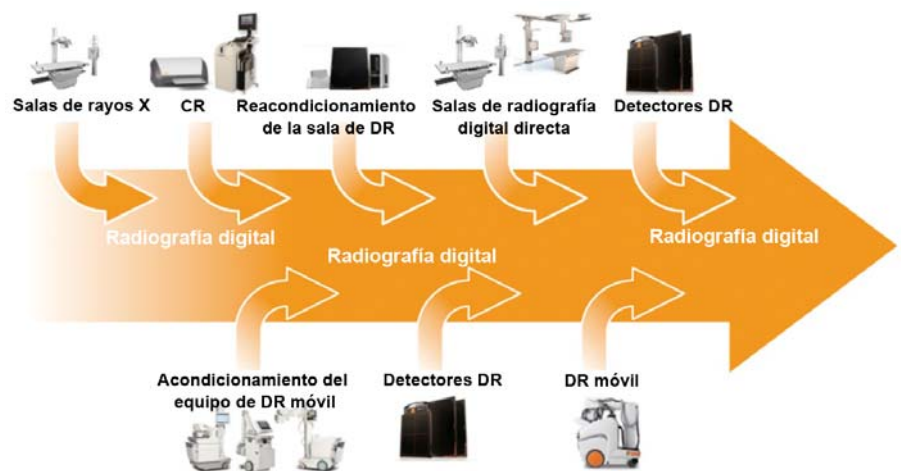 Salas de rayos X
CR
Reacondicionamiento
de la sala de DR
Salas de radiografía
digital directa
Detectores DR
Radiografía digital
Radiografía digital
Radiografía digital
Acondicionamiento del
equipo de DR móvil
Detectores DR
DR móvil